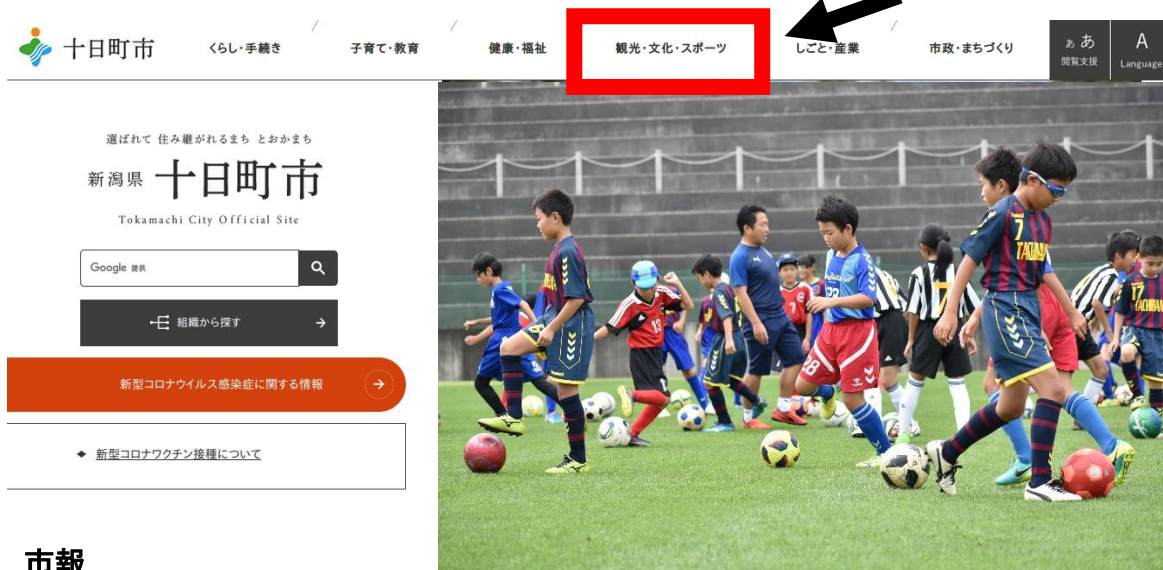 十日町市
くらし・手続き
子育て・教育
健康・福祉
観光・文化・スポーツ
しごと・産業
市政・まちづくり
ぁあ
閲覧支援
A
Language
選ばれて 住み継がれるまち とおかまち
新潟県 十日町市
Tokamachi City Official Site
Google 提供
組織から探す
新型コロナウイルス感染症に関する情報
新型コロナワクチン接種について
市報
7
TACHIBANA
13
28
17
TACHIBANA